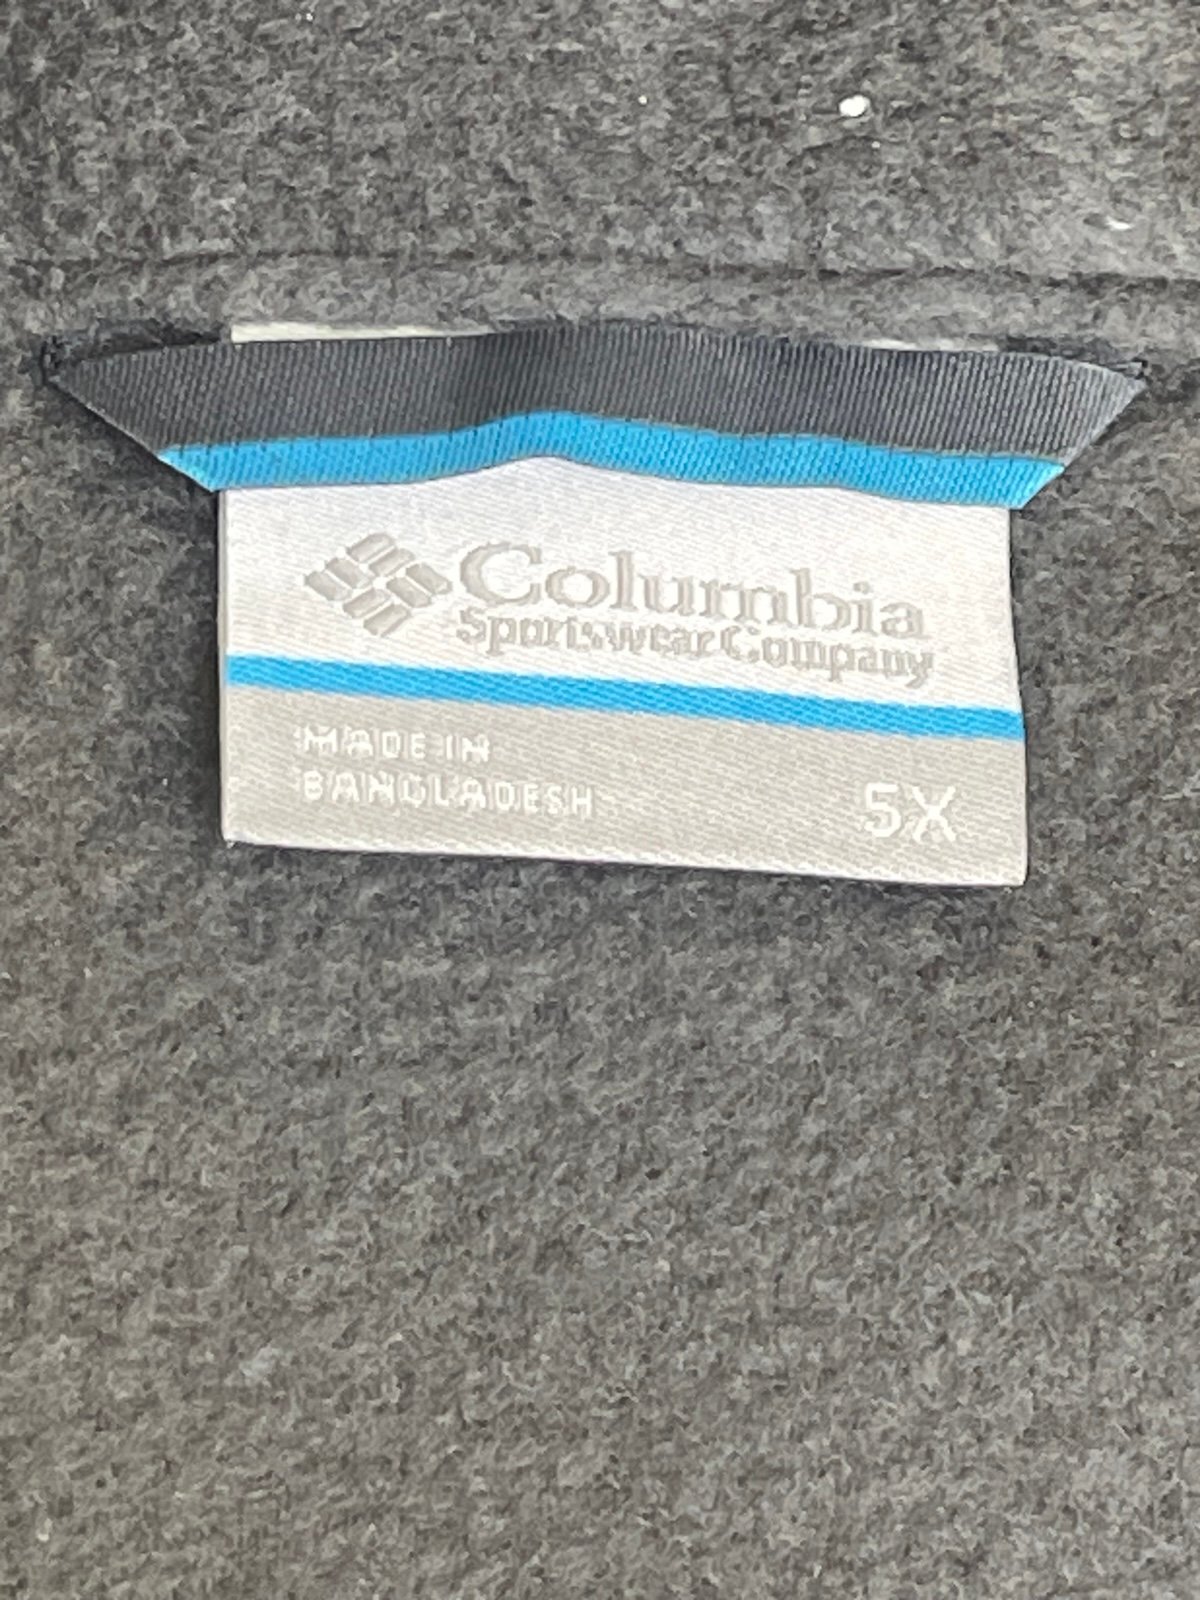 Columbia
Sportswear Company
MADE IN
BANGLADESH
5X